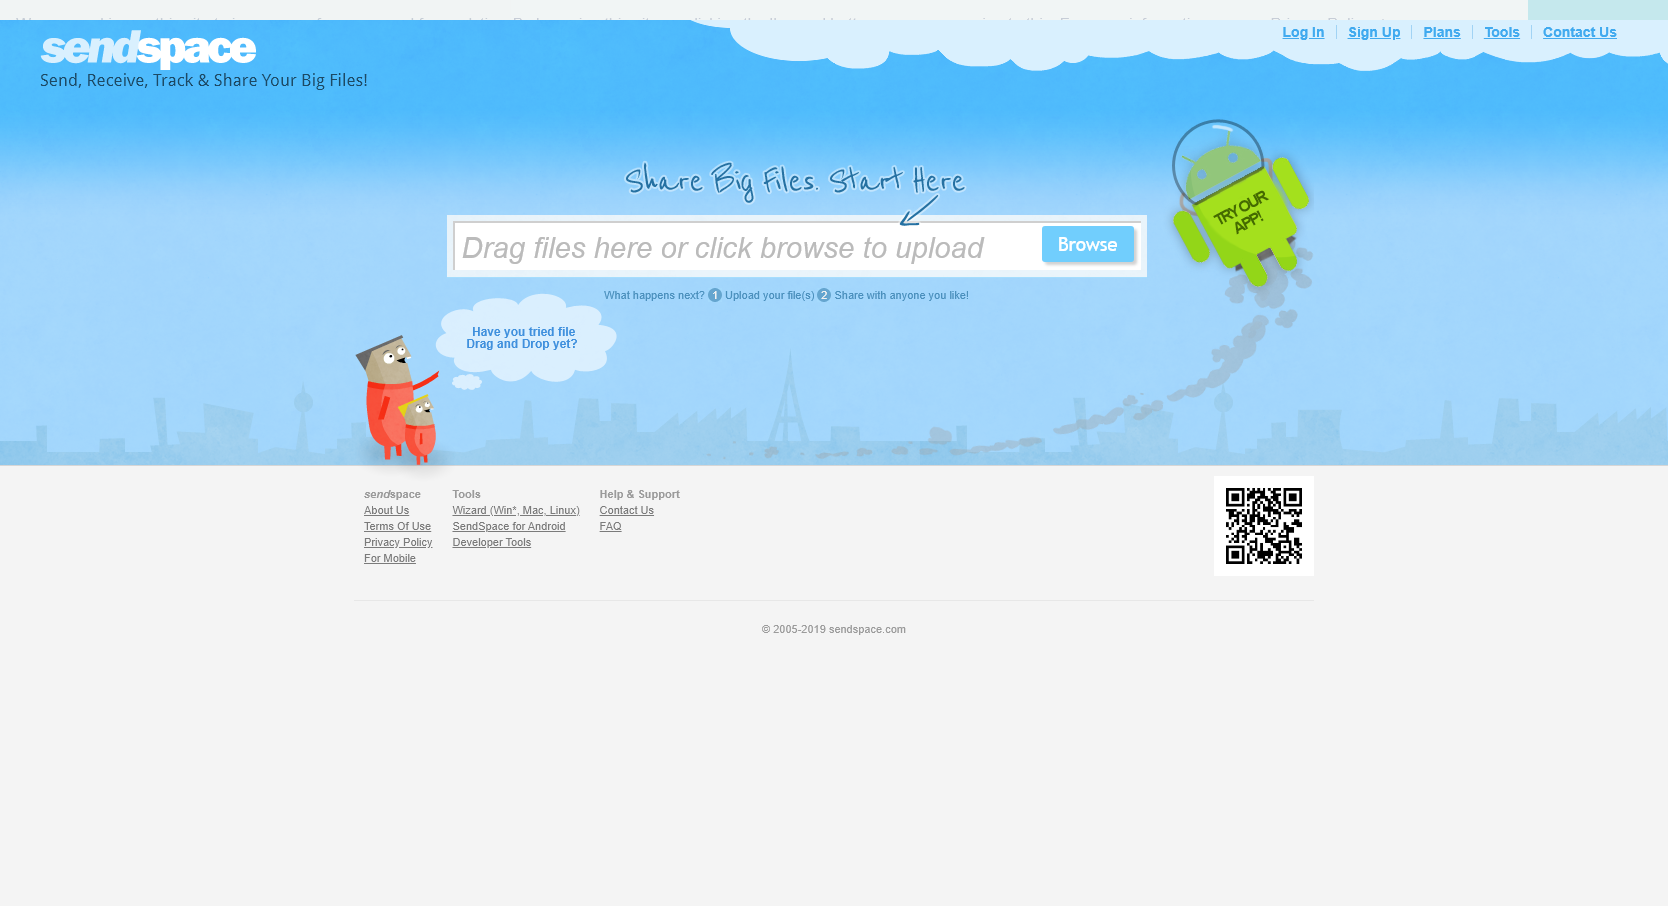 Log In
Sign Up
Plans
Tools
Contact Us
sendspace
Send, Receive, Track & Share Your Big Files!
Share Big Files. Start Here
TRY OUR
APP!
Drag files here or click browse to upload
Browse
What happens next? 1 Upload your file(s) 2 Share with anyone you like!
Have you tried file
Drag and Drop yet?
sendspace
About Us
Terms Of Use
Privacy Policy
For Mobile
Tools
Wizard (Win*, Mac, Linux)
SendSpace for Android
Developer Tools
Help & Support
Contact Us
FAQ
© 2005-2019 sendspace.com